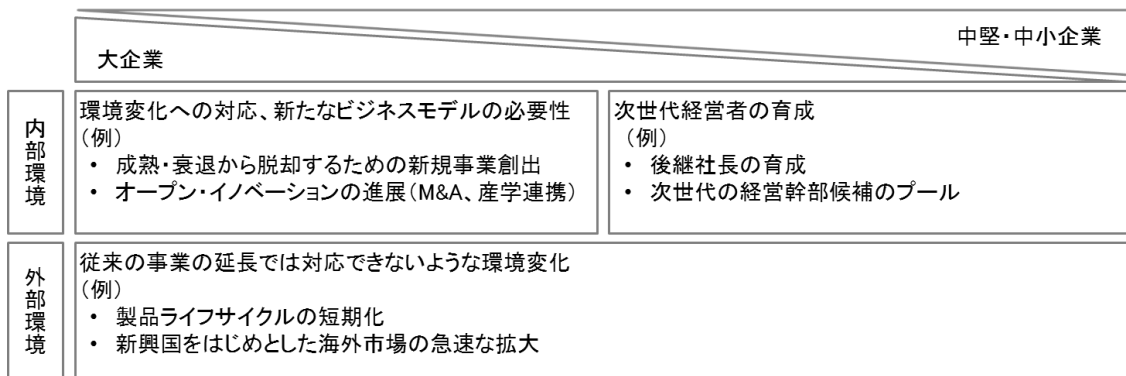 大企業
中堅・中小企業
内部環境
環境変化への対応、新たなビジネスモデルの必要性
(例)
• 成熟・衰退から脱却するための新規事業創出
• オープン・イノベーションの進展(M&A、産学連携)
次世代経営者の育成
(例)
• 後継社長の育成
• 次世代の経営幹部候補のプール
外部環境
従来の事業の延長では対応できないような環境変化
(例)
• 製品ライフサイクルの短期化
• 新興国をはじめとした海外市場の急速な拡大